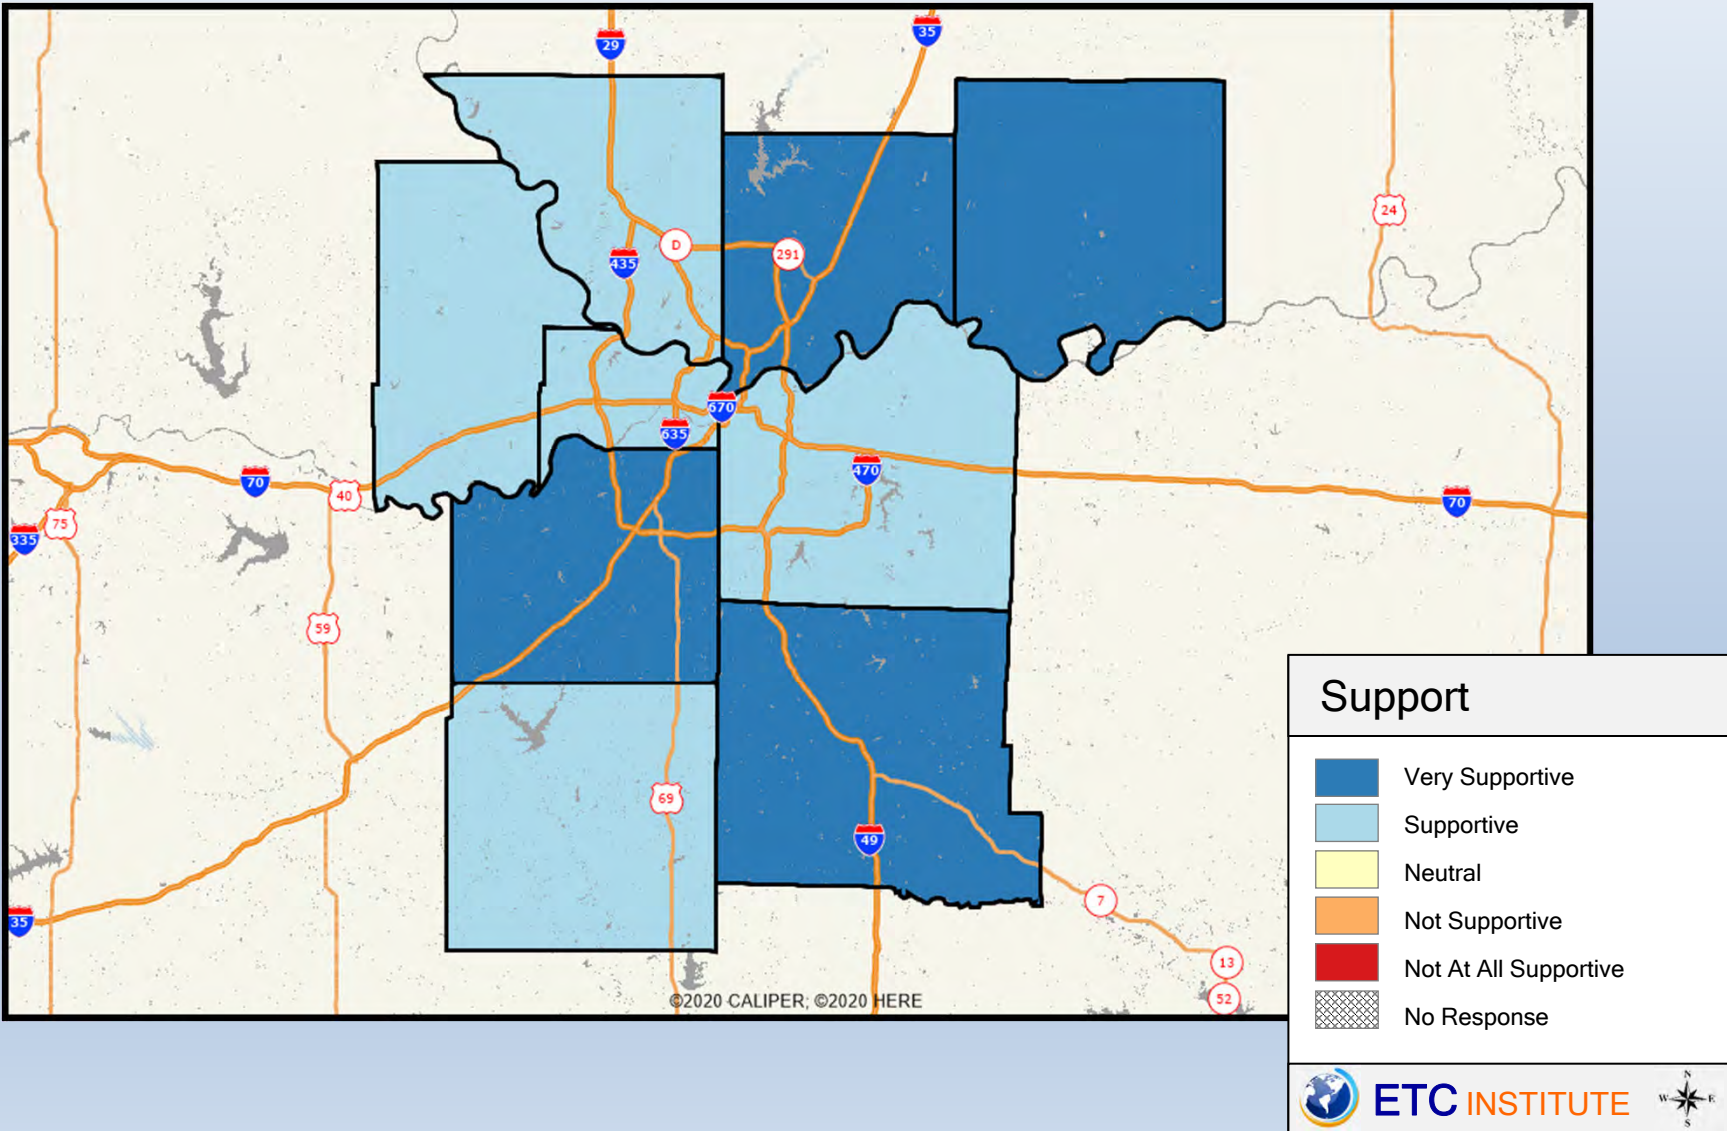 29
35
24
D
291
435
670
635
470
70
40
75
335
70
59
69
49
7
35
13
52
©2020 CALIPER; ©2020 HERE
Support
Very Supportive
Supportive
Neutral
Not Supportive
Not At All Supportive
No Response
ETC INSTITUTE
N
W
E
S